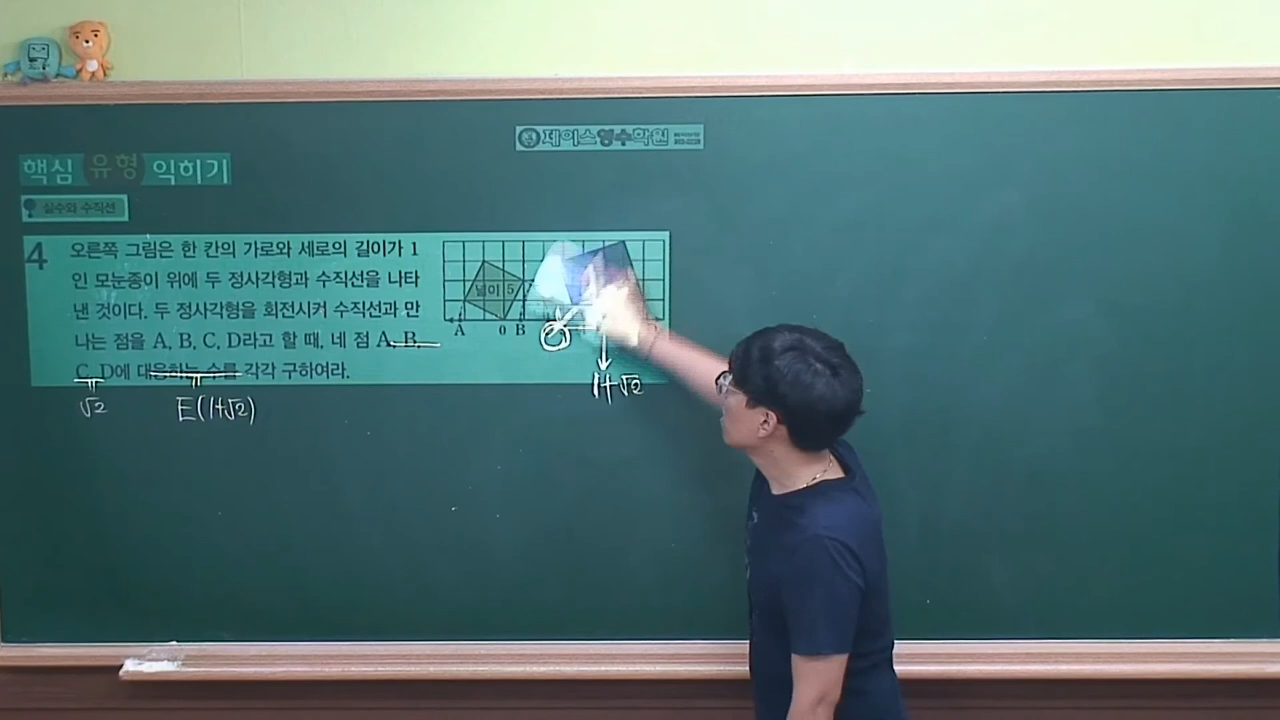 제이스영수학원
핵심 유형 익히기
실수와 수직선
4 오른쪽 그림은 한 칸의 가로와 세로의 길이가 1
인 모눈종이 위에 두 정사각형과 수직선을 나타
낸 것이다. 두 정사각형을 회전시켜 수직선과 만
나는 점을 A, B, C, D라고 할 때, 네 점 A, B,
C, D에 대응하는 수를 각각 구하여라.
넓이 5
A 0 B
1+√2
√2 E(1+√2)